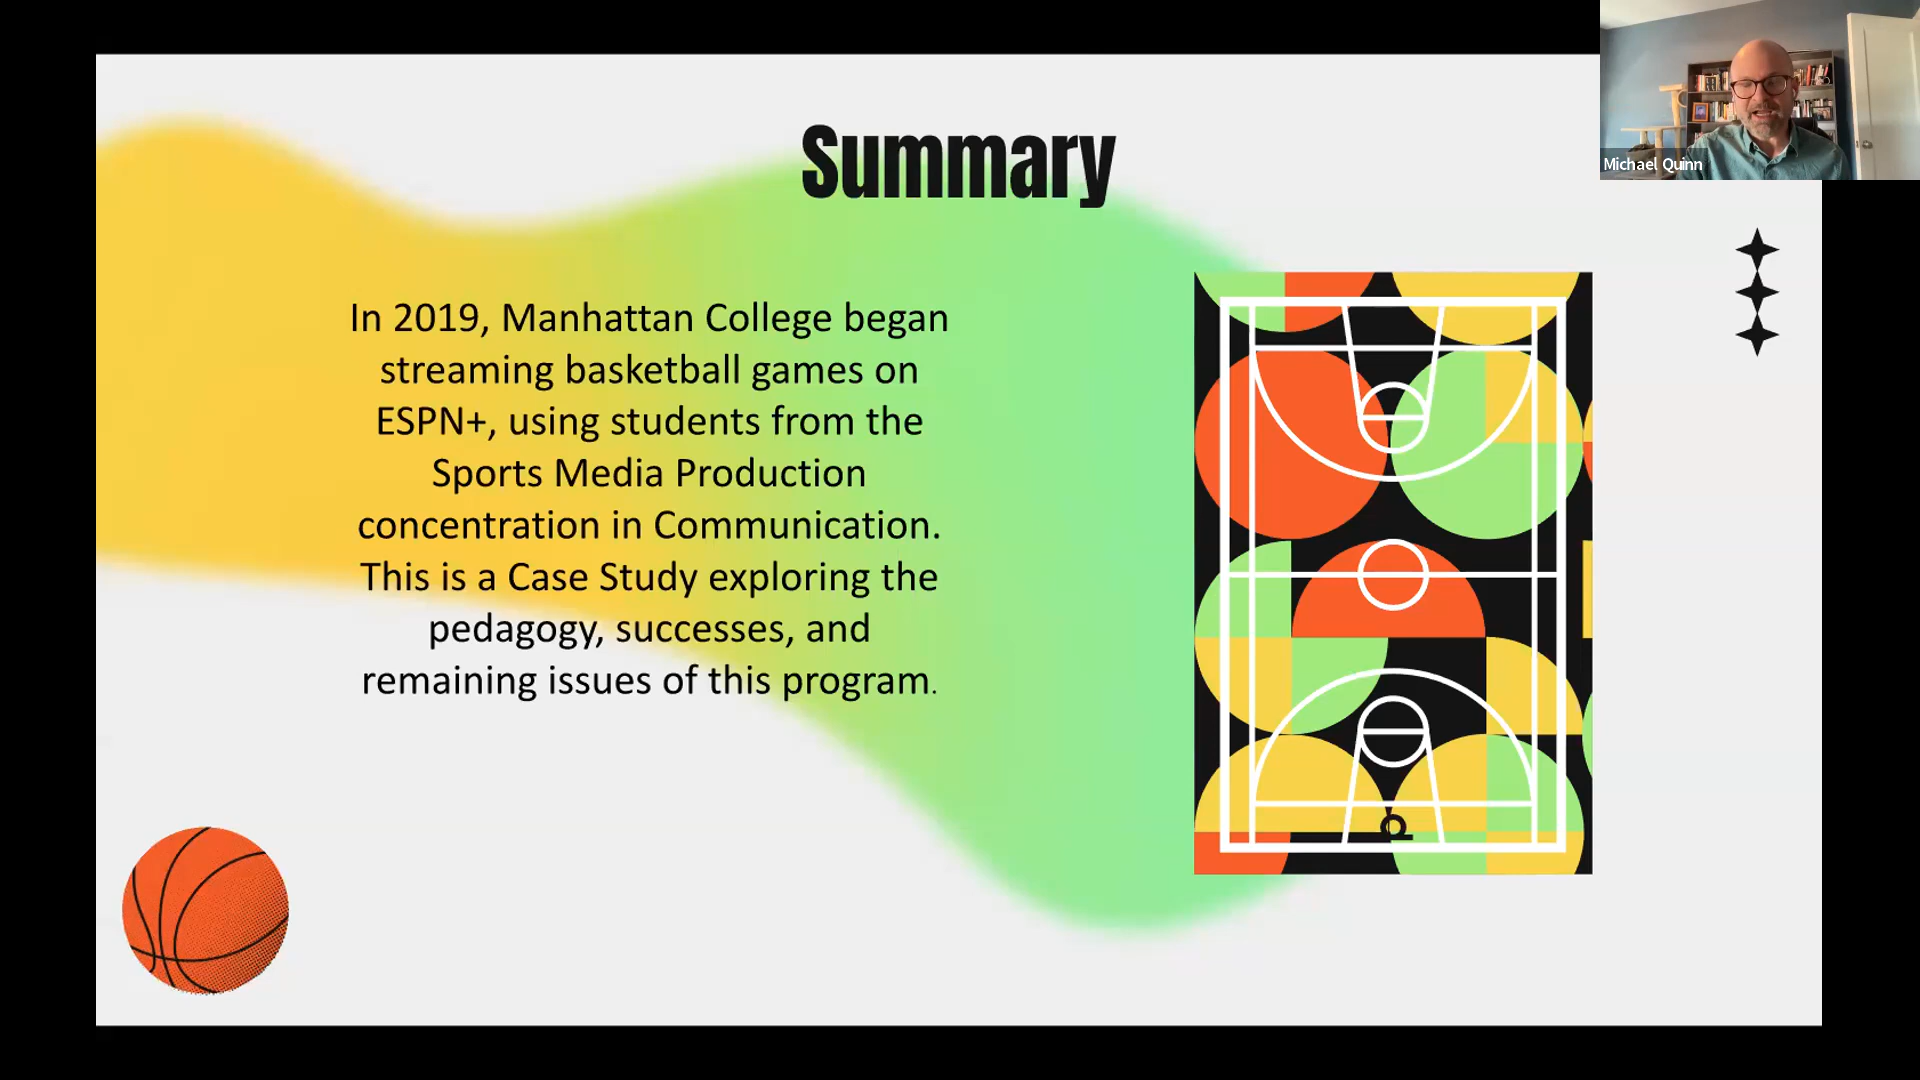 Summary
In 2019, Manhattan College began
streaming basketball games on
ESPN+, using students from the
Sports Media Production
concentration in Communication.
This is a Case Study exploring the
pedagogy, successes, and
remaining issues of this program.
Michael Quinn